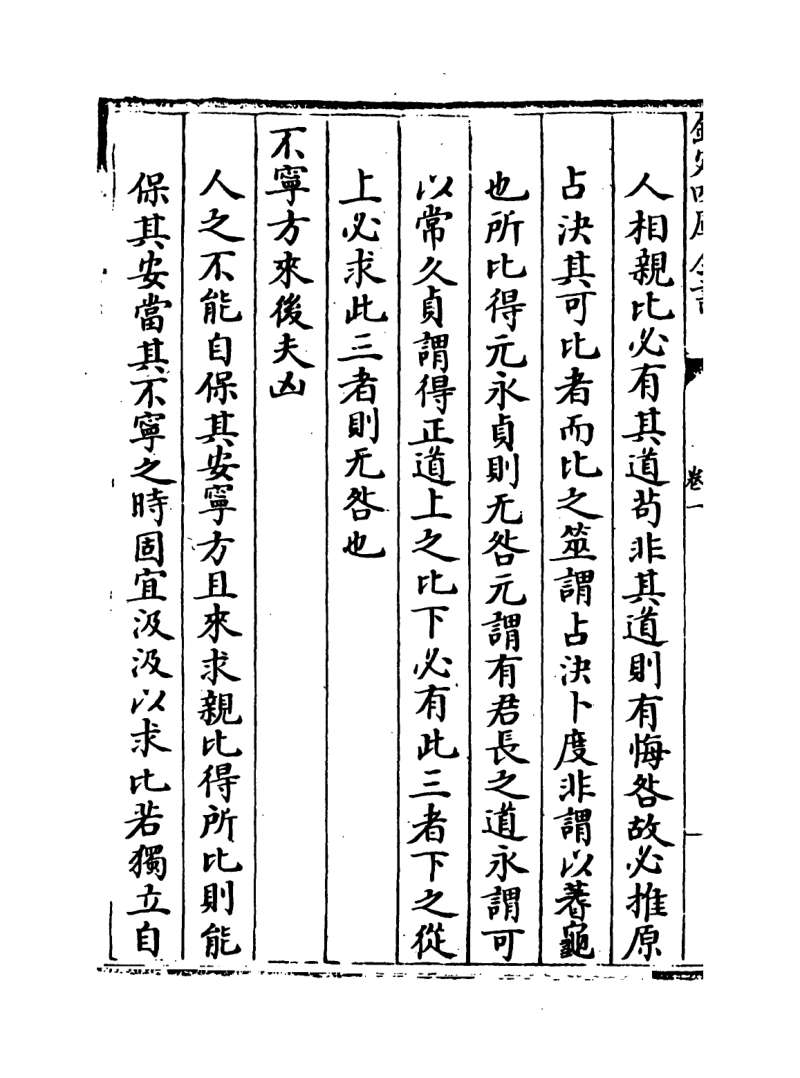 欽定四庫全書
卷一
人相親比必有其道苟非其道則有悔咎故必推原
占決其可比者而比之筮謂占決卜度非謂以蓍龜
也所比得元永貞則无咎元謂有君長之道永謂可
以常久貞謂得正道上之比下必有此三者下之從
上必求此三者則无咎也
不寧方來後夫凶
人之不能自保其安寧方且來求親比得所比則能
保其安當其不寧之時固宜汲汲以求比若獨立自